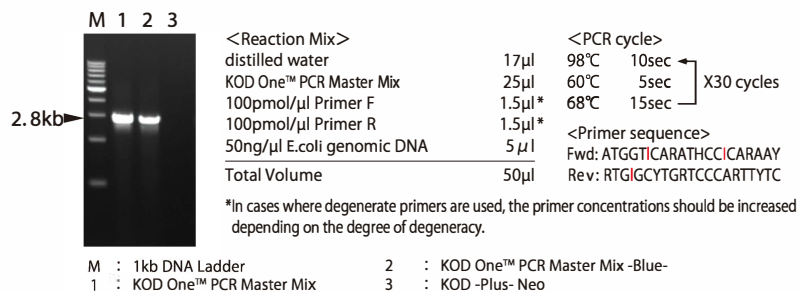 M 1 2 3
2.8kb
<Reaction Mix>
distilled water 17μl
KOD One™ PCR Master Mix 25μl
100pmol/μl Primer F 1.5μl*
100pmol/μl Primer R 1.5μl*
50ng/μl E.coli genomic DNA 5μl
Total Volume 50μl
<PCR cycle>
98℃ 10sec
60℃ 5sec X30 cycles
68℃ 15sec
<Primer sequence>
Fwd: ATGGTICARATHCCICARAAY
Rev: RTGIGCYTGRTCCCARTTYTC
*In cases where degenerate primers are used, the primer concentrations should be increased
depending on the degree of degeneracy.
M : 1kb DNA Ladder 2 : KOD One™ PCR Master Mix -Blue-
1 : KOD One™ PCR Master Mix 3 : KOD -Plus- Neo